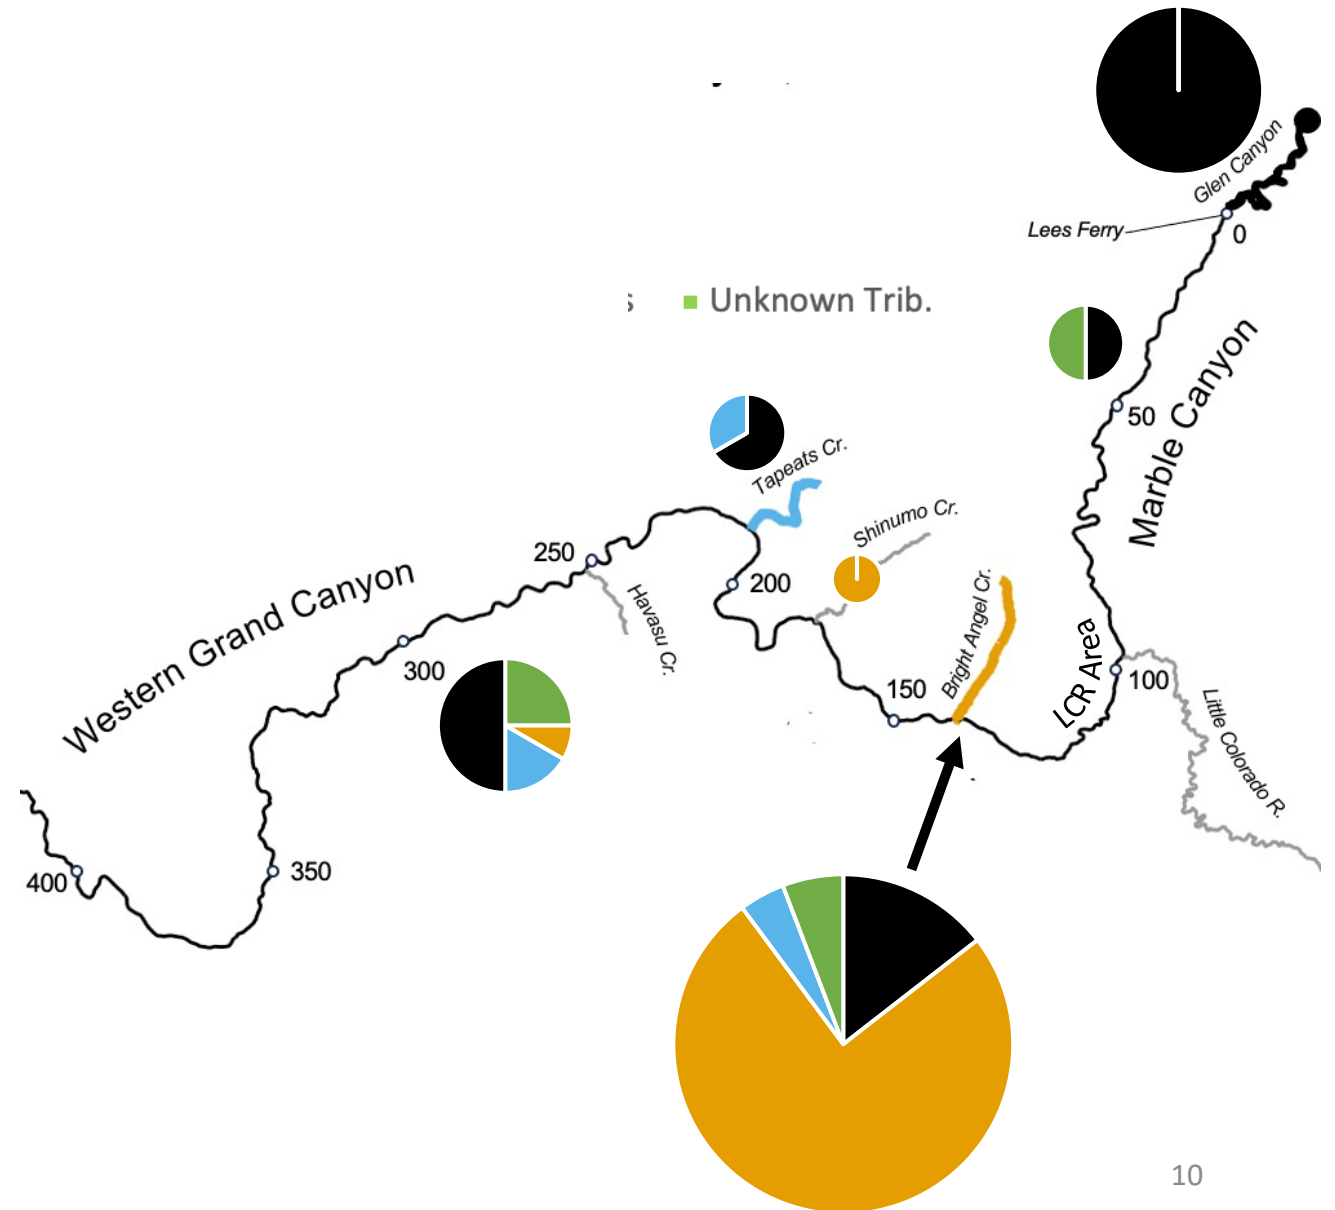 Glen Canyon
Lees Ferry
0
Unknown Trib.
50
Marble Canyon
Tapeats Cr.
Shinumo Cr.
250
200
Havasu Cr.
Western Grand Canyon
300
Bright Angel Cr.
150
LCR Area
100
Little Colorado R.
350
400
10